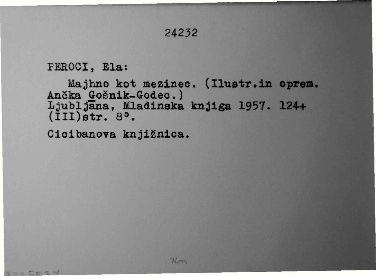 24232
PEROCI, Ela:
Majhno kot mezinec. (Ilustr.in oprem.
Ančka Gošnik-Godec.)
Ljubljana, Mladinska knjiga 1957. 124+
(III)str. 8°.
Cicibanova knjižnica.